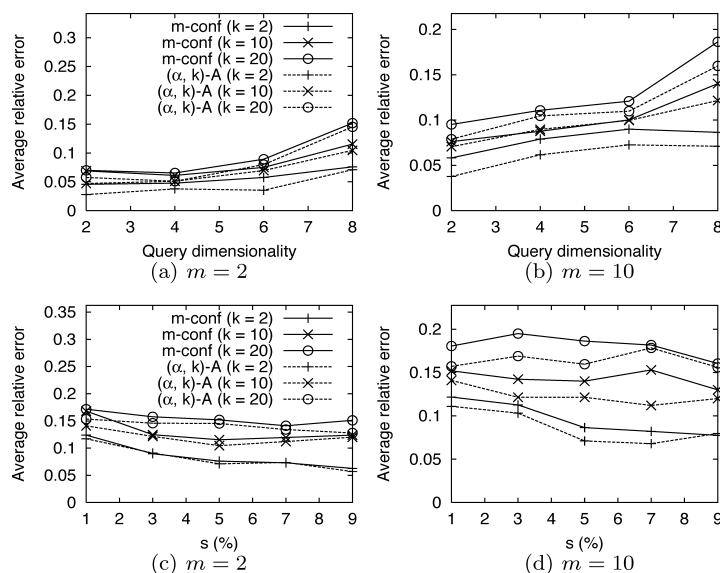 Average relative error
0.3
0.25
0.2
0.15
0.1
0.05
0
m-conf (k = 2)
m-conf (k = 10)
m-conf (k = 20)
(α, k)-A (k = 2)
(α, k)-A (k = 10)
(α, k)-A (k = 20)
2 3 4 5 6 7 8
Query dimensionality
(a) m = 2
Average relative error
0.2
0.15
0.1
0.05
0
2 3 4 5 6 7 8
Query dimensionality
(b) m = 10
Average relative error
0.35
0.3
0.25
0.2
0.15
0.1
0.05
0
m-conf (k = 2)
m-conf (k = 10)
m-conf (k = 20)
(α, k)-A (k = 2)
(α, k)-A (k = 10)
(α, k)-A (k = 20)
1 2 3 4 5 6 7 8 9
s (%)
(c) m = 2
Average relative error
0.2
0.15
0.1
0.05
0
1 2 3 4 5 6 7 8 9
s (%)
(d) m = 10